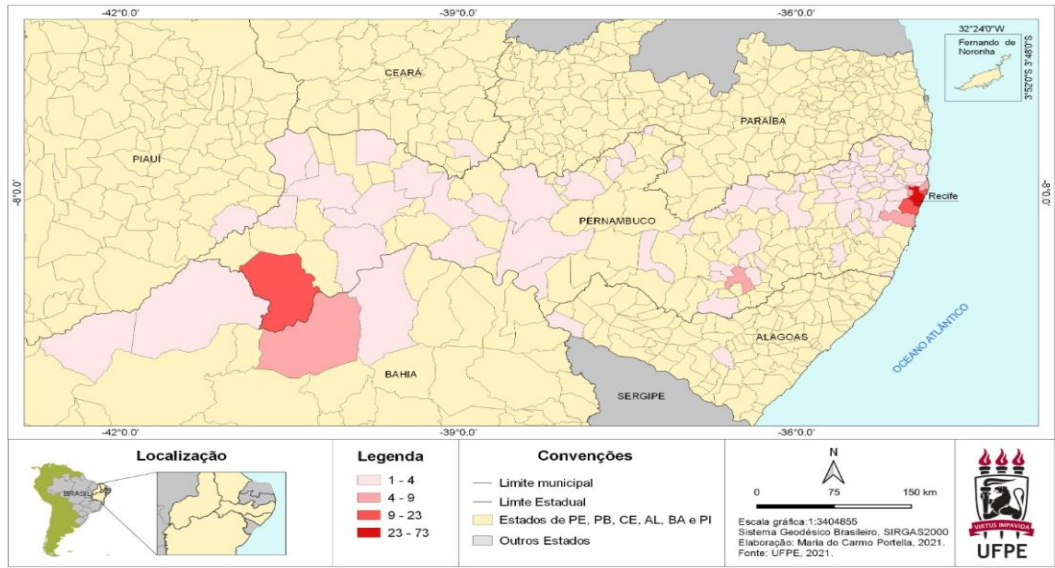 -42°0.0'
-39°0.0'
-36°0.0'
32°24'0"W
Fernando de
Noronha
3°52'0"S 3°48'0"S
CEARÁ
PARAÍBA
PIAUÍ
-8°0.0'
-8°0.0'
Recife
PERNAMBUCO
ALAGOAS
OCEANO ATLÂNTICO
BAHIA
SERGIPE
-42°0.0'
-39°0.0'
-36°0.0'
Localização
BRASIL
Legenda
1 - 4
4 - 9
9 - 23
23 - 73
Convenções
Limite municipal
Limte Estadual
Estados de PE, PB, CE, AL, BA e PI
Outros Estados
N
0 75 150 km
Escala gráfica:1:3404855
Sistema Geodésico Brasileiro, SIRGAS2000
Elaboração: Maria do Carmo Portella, 2021.
Fonte: UFPE, 2021.
VIRTUS IMPAVIDA
UFPE